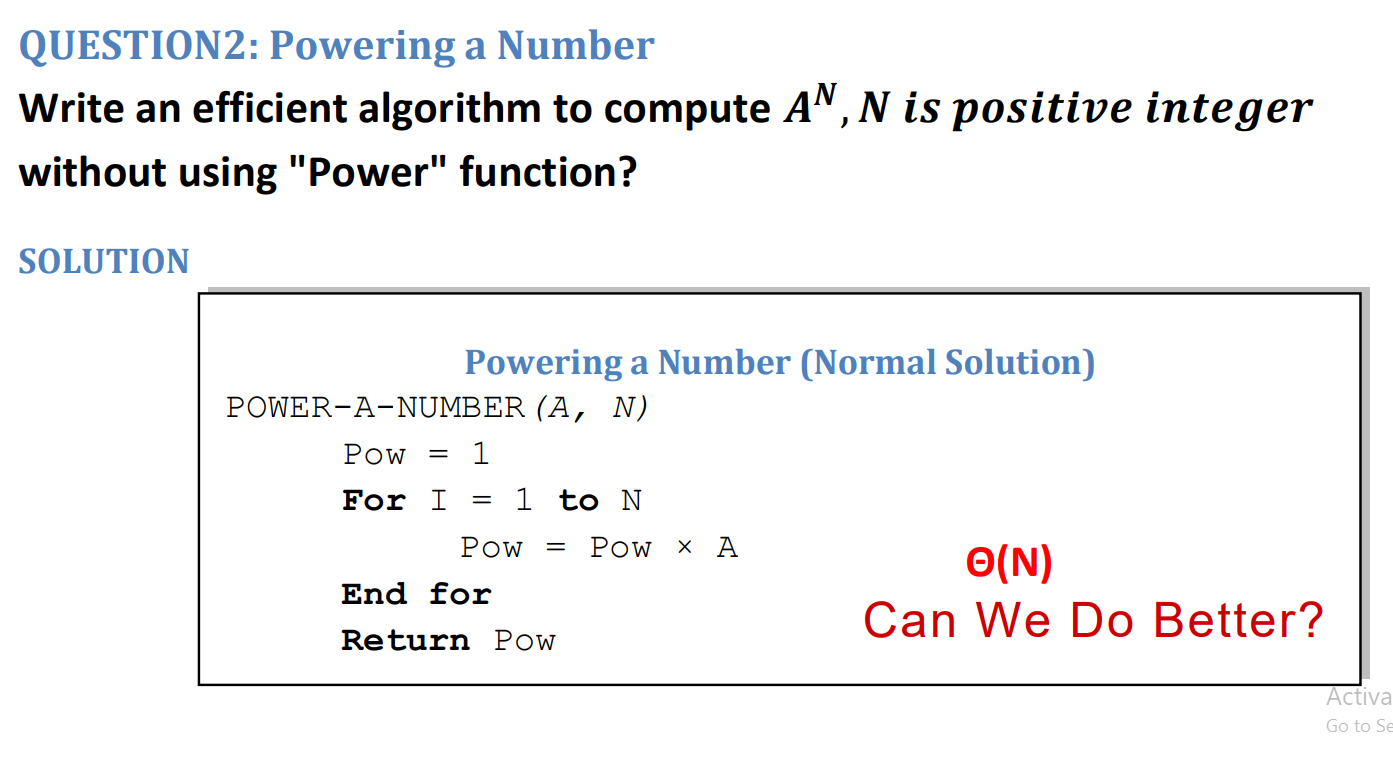 QUESTION2: Powering a Number
Write an efficient algorithm to compute A^N, N is positive integer
without using "Power" function?
SOLUTION
Powering a Number (Normal Solution)
POWER-A-NUMBER(A, N)
Pow = 1
For I = 1 to N
Pow = Pow × A
End for
Return Pow
Θ(N)
Can We Do Better?
Activa
Go to Se